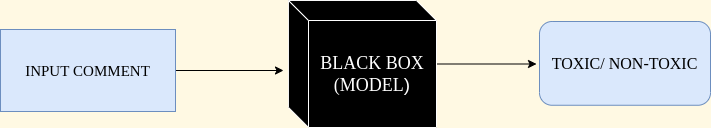 INPUT COMMENT
BLACK BOX
(MODEL)
TOXIC/ NON-TOXIC